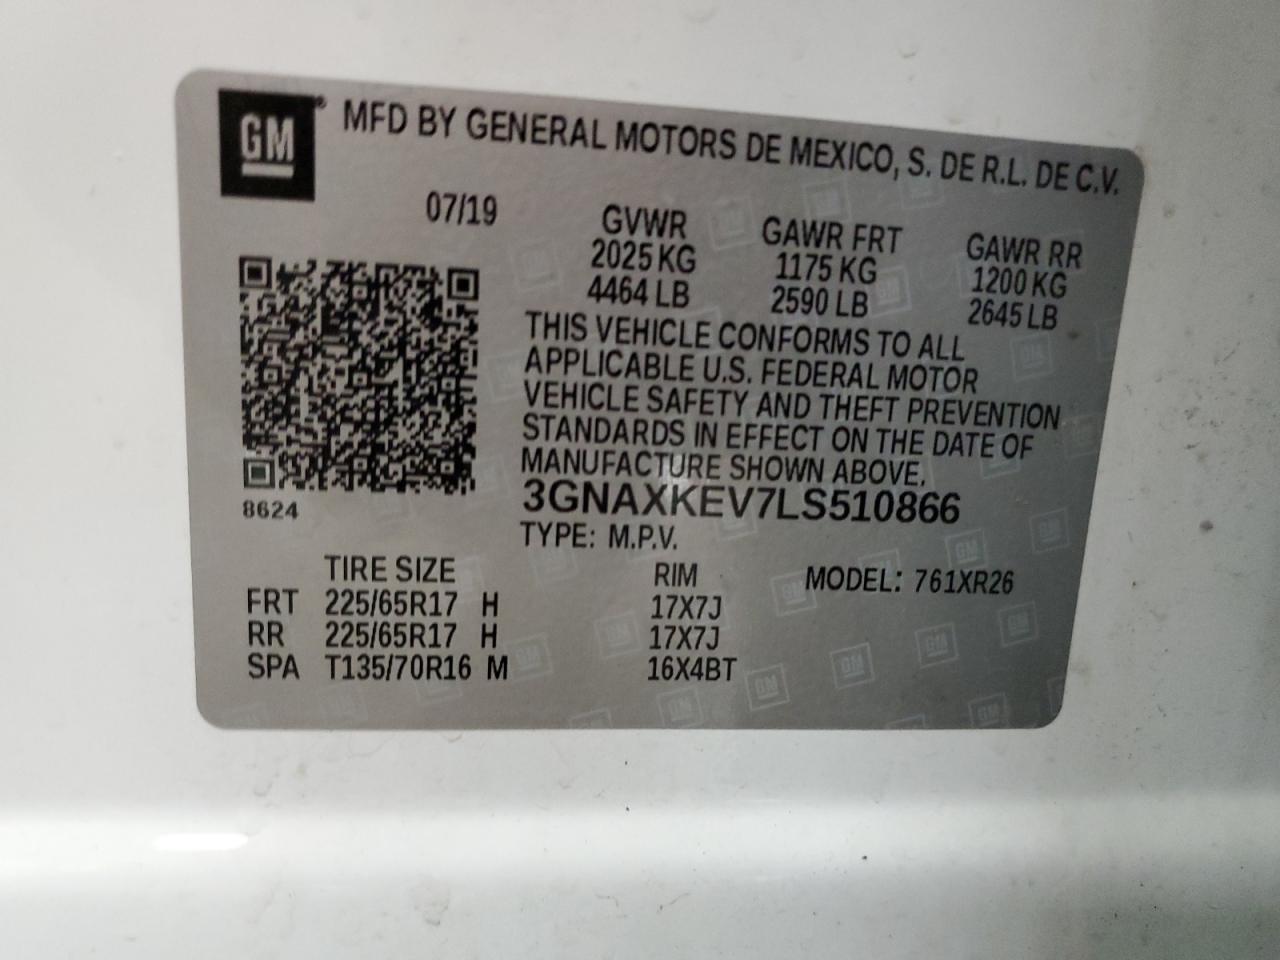 GM® MFD BY GENERAL MOTORS DE MEXICO, S. DE R.L. DE C.V.
07/19 GVWR GAWR FRT GAWR RR
2025 KG 1175 KG 1200 KG
4464 LB 2590 LB 2645 LB
THIS VEHICLE CONFORMS TO ALL
APPLICABLE U.S. FEDERAL MOTOR
VEHICLE SAFETY AND THEFT PREVENTION
STANDARDS IN EFFECT ON THE DATE OF
MANUFACTURE SHOWN ABOVE.
3GNAXKEV7LS510866
8624
TYPE: M.P.V.
TIRE SIZE RIM MODEL: 761XR26
FRT 225/65R17 H 17X7J
RR 225/65R17 H 17X7J
SPA T135/70R16 M 16X4BT